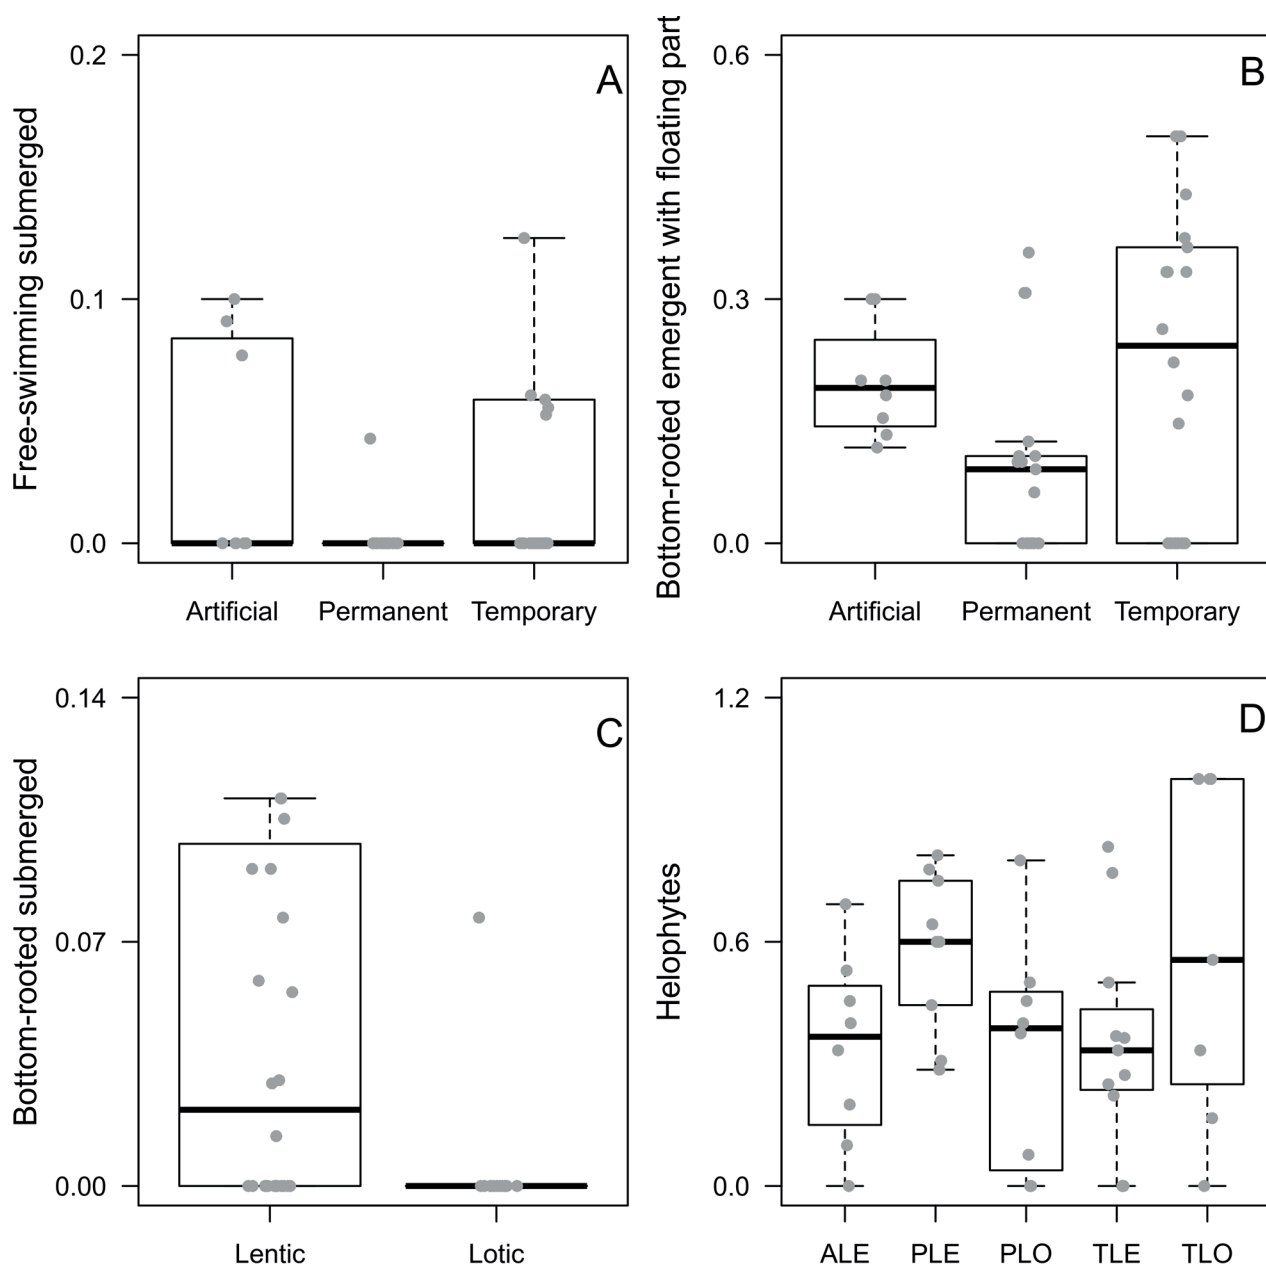 Free-swimming submerged
0.2
0.1
0.0
A
Artificial
Permanent
Temporary
Bottom-rooted emergent with floating part
0.6
0.3
0.0
B
Artificial
Permanent
Temporary
Bottom-rooted submerged
0.14
0.07
0.00
C
Lentic
Lotic
Helophytes
1.2
0.6
0.0
D
ALE
PLE
PLO
TLE
TLO